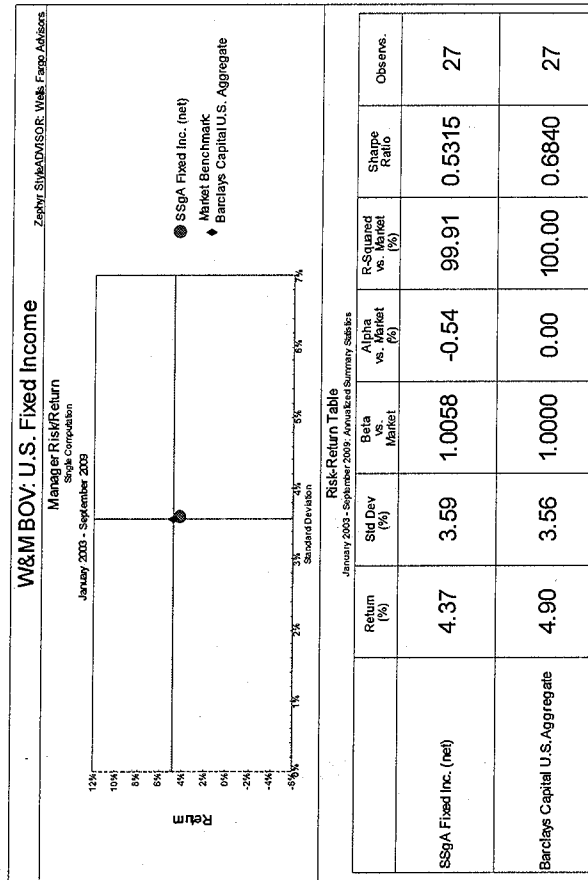 W&M BOV: U.S. Fixed Income
Zephyr StyleADVISOR: Wells Fargo Advisors
Manager Risk/Return
Single Computation
January 2003 - September 2009
12%
10%
8%
6%
4%
2%
0%
-2%
-4%
-6%
Return
0%
1%
2%
3%
4%
5%
6%
7%
Standard Deviation
SSgA Fixed Inc. (net)
Market Benchmark:
Barclays Capital U.S. Aggregate
Risk-Return Table
January 2003 - September 2009: Annualized Summary Statistics
Return (%) Std Dev (%) Beta vs. Market Alpha vs. Market (%) R-Squared vs. Market (%) Sharpe Ratio Observs.
SSgA Fixed Inc. (net) 4.37 3.59 1.0058 -0.54 99.91 0.5315 27
Barclays Capital U.S. Aggregate 4.90 3.56 1.0000 0.00 100.00 0.6840 27